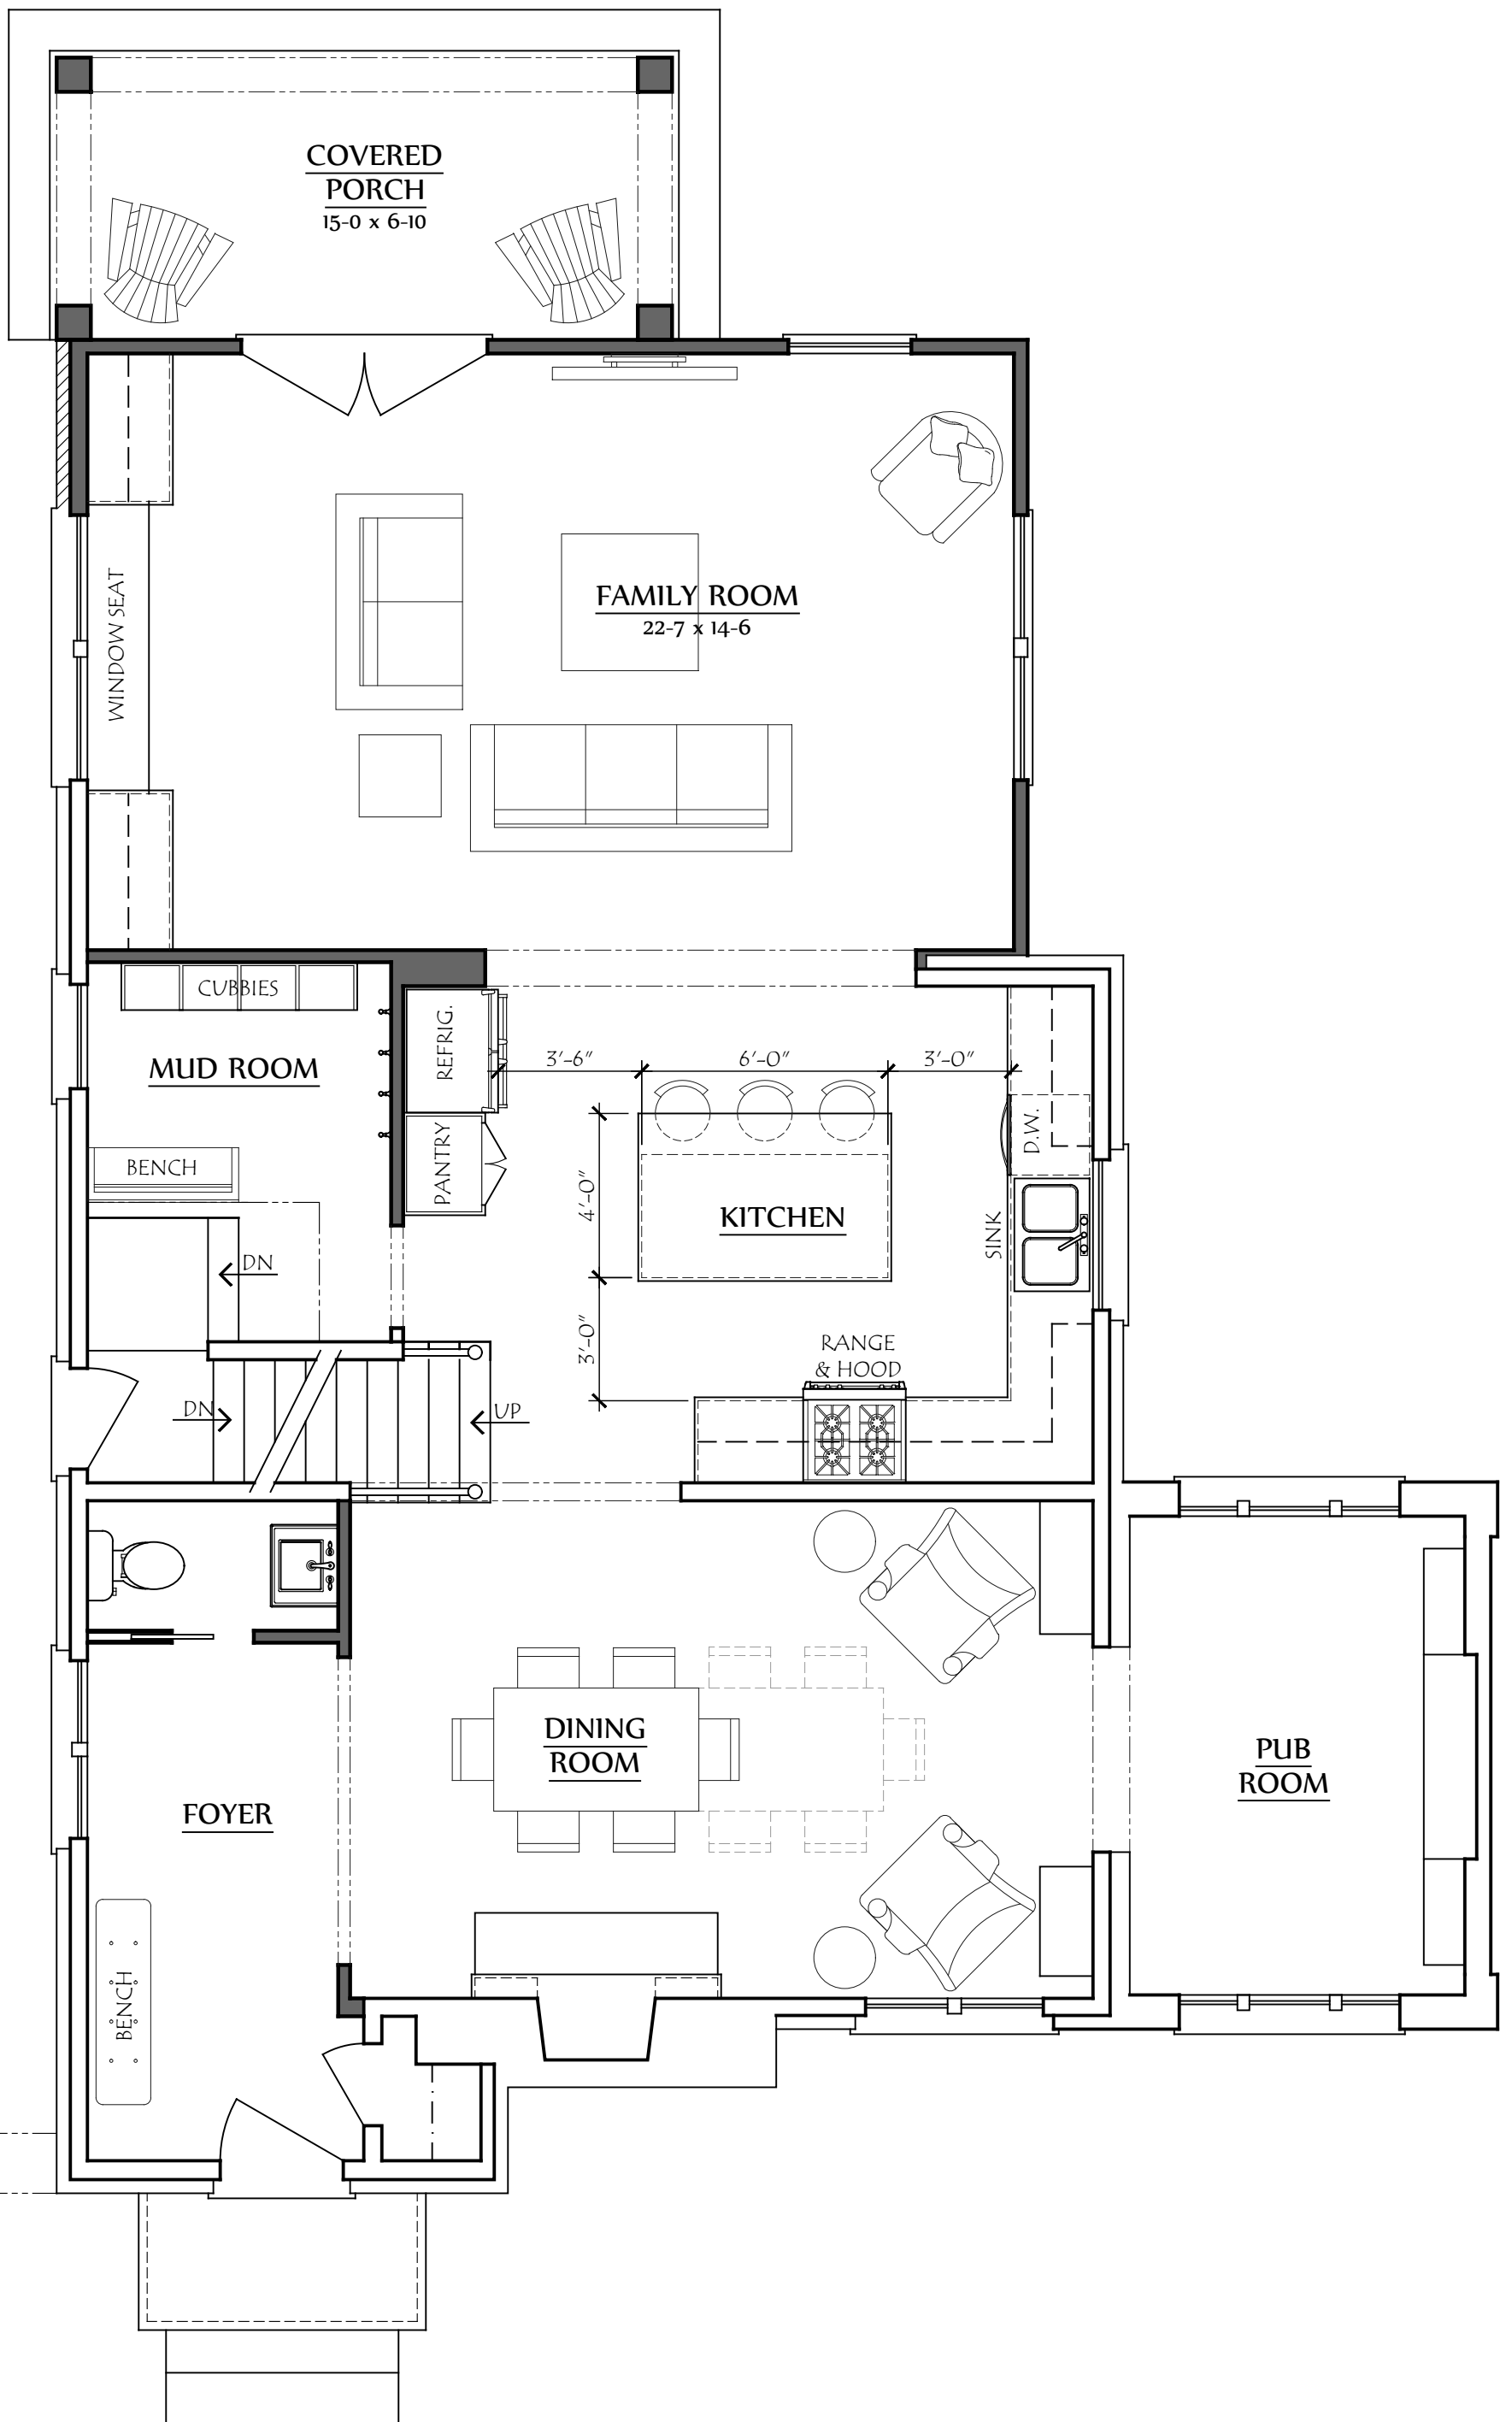 COVERED
PORCH
15-0 x 6-10
FAMILY ROOM
22-7 x 14-6
WINDOW SEAT
CUBBIES
MUD ROOM
REFRIG.
3'-6"
6'-0"
3'-0"
PANTRY
BENCH
4'-0"
KITCHEN
D.W.
SINK
DN
3'-0"
RANGE
& HOOD
DN
UP
DINING
ROOM
PUB
ROOM
FOYER
BENCH